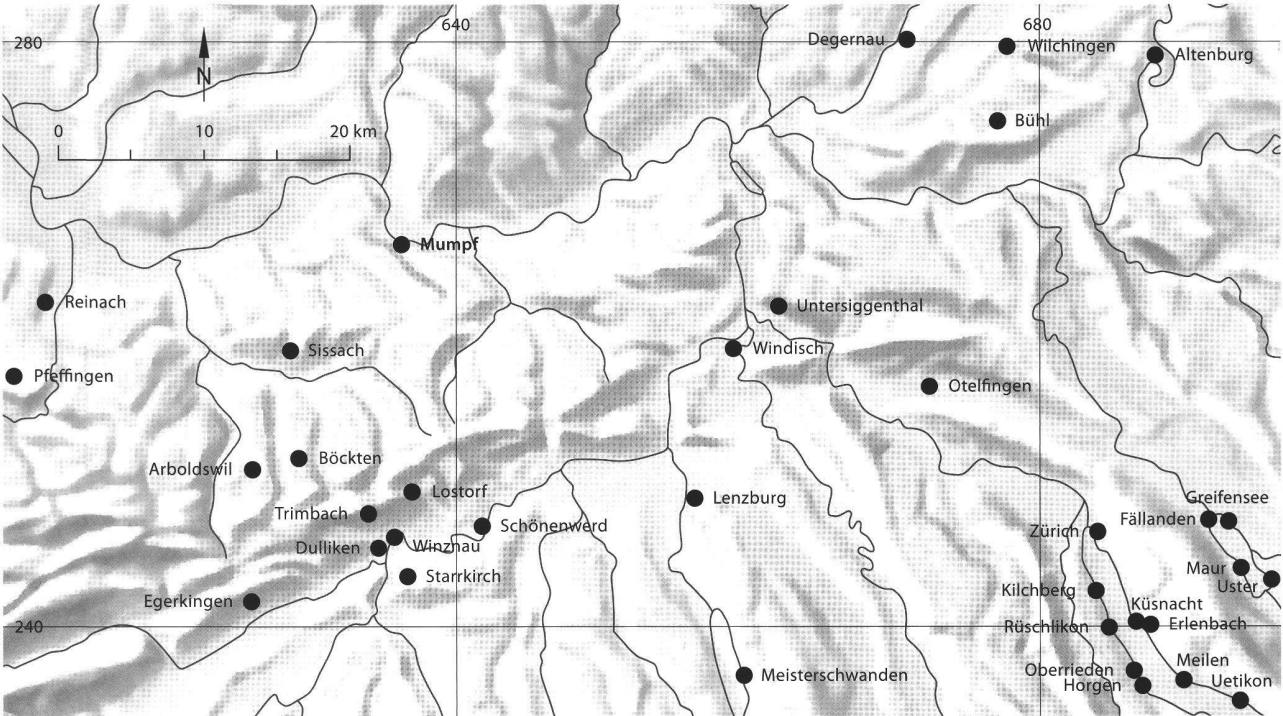 640
680
280
Degernau
Wilchingen
Altenburg
N
0 10 20 km
Bühl
Mumpf
Reinach
Untersiggenthal
Sissach
Windisch
Pfeffingen
Otelfingen
Böckten
Arboldswil
Lostorf
Lenzburg
Greifensee
Trimbach
Fällanden
Schönenwerd
Zürich
Dulliken
Winznau
Maur
Starrkirch
Uster
Kilchberg
Egerkingen
Küsnacht
240
Rüschlikon
Erlenbach
Meilen
Oberrieden
Meisterschwanden
Uetikon
Horgen